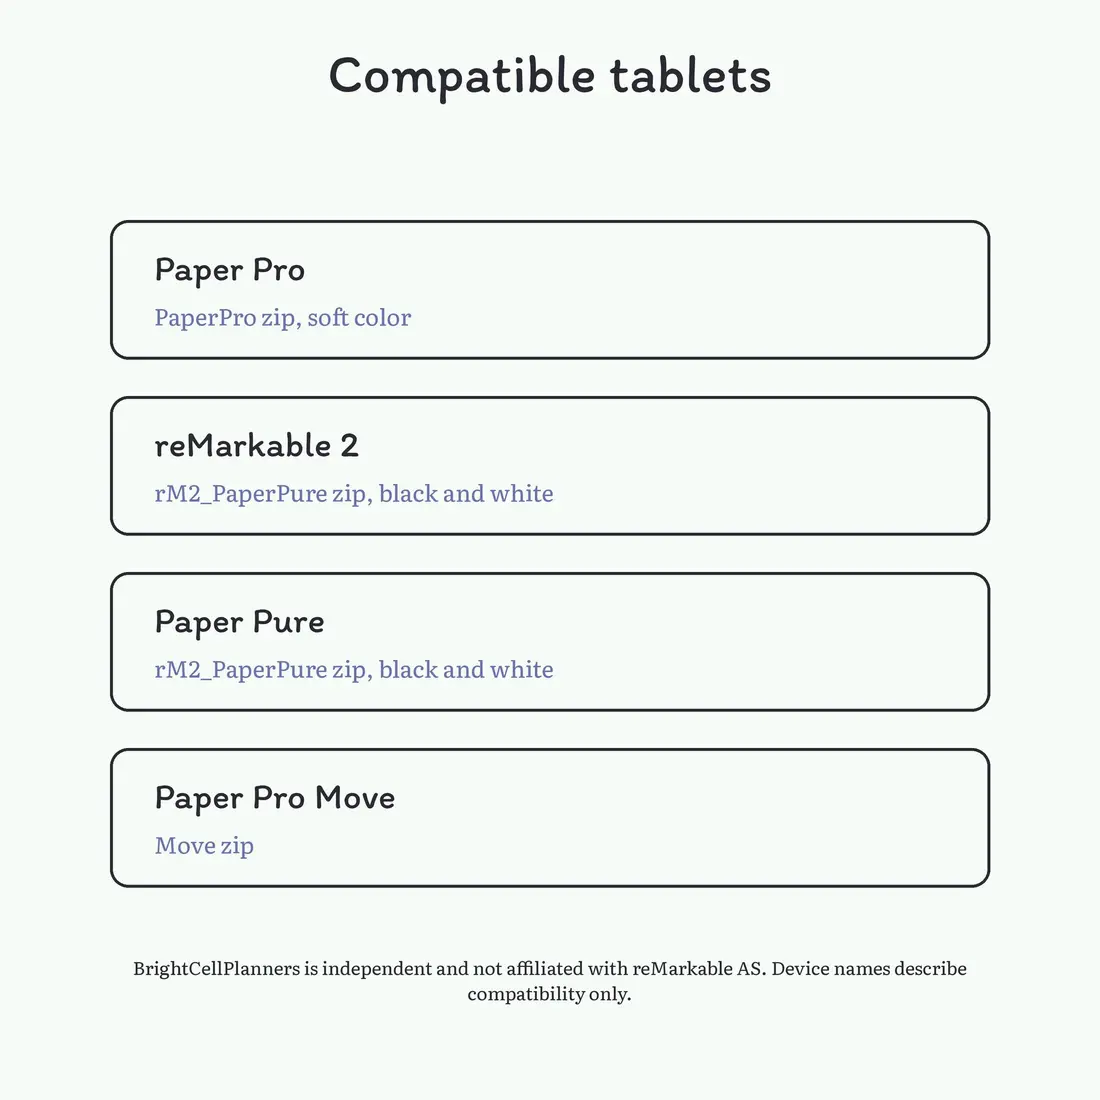 Compatible tablets
Paper Pro
PaperPro zip, soft color
reMarkable 2
rM2_PaperPure zip, black and white
Paper Pure
rM2_PaperPure zip, black and white
Paper Pro Move
Move zip
BrightCellPlanners is independent and not affiliated with reMarkable AS. Device names describe
compatibility only.